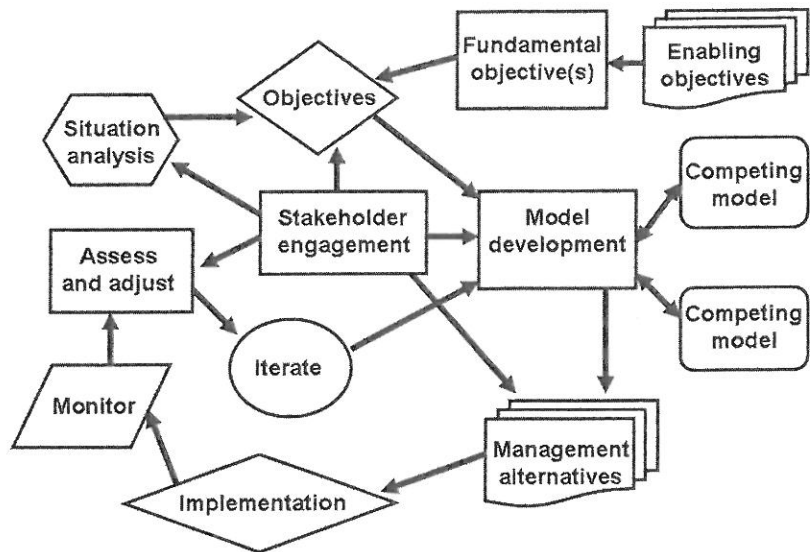 Fundamental
objective(s)
Enabling
objectives
Objectives
Situation
analysis
Competing
model
Stakeholder
engagement
Model
development
Assess
and adjust
Competing
model
Iterate
Monitor
Management
alternatives
Implementation